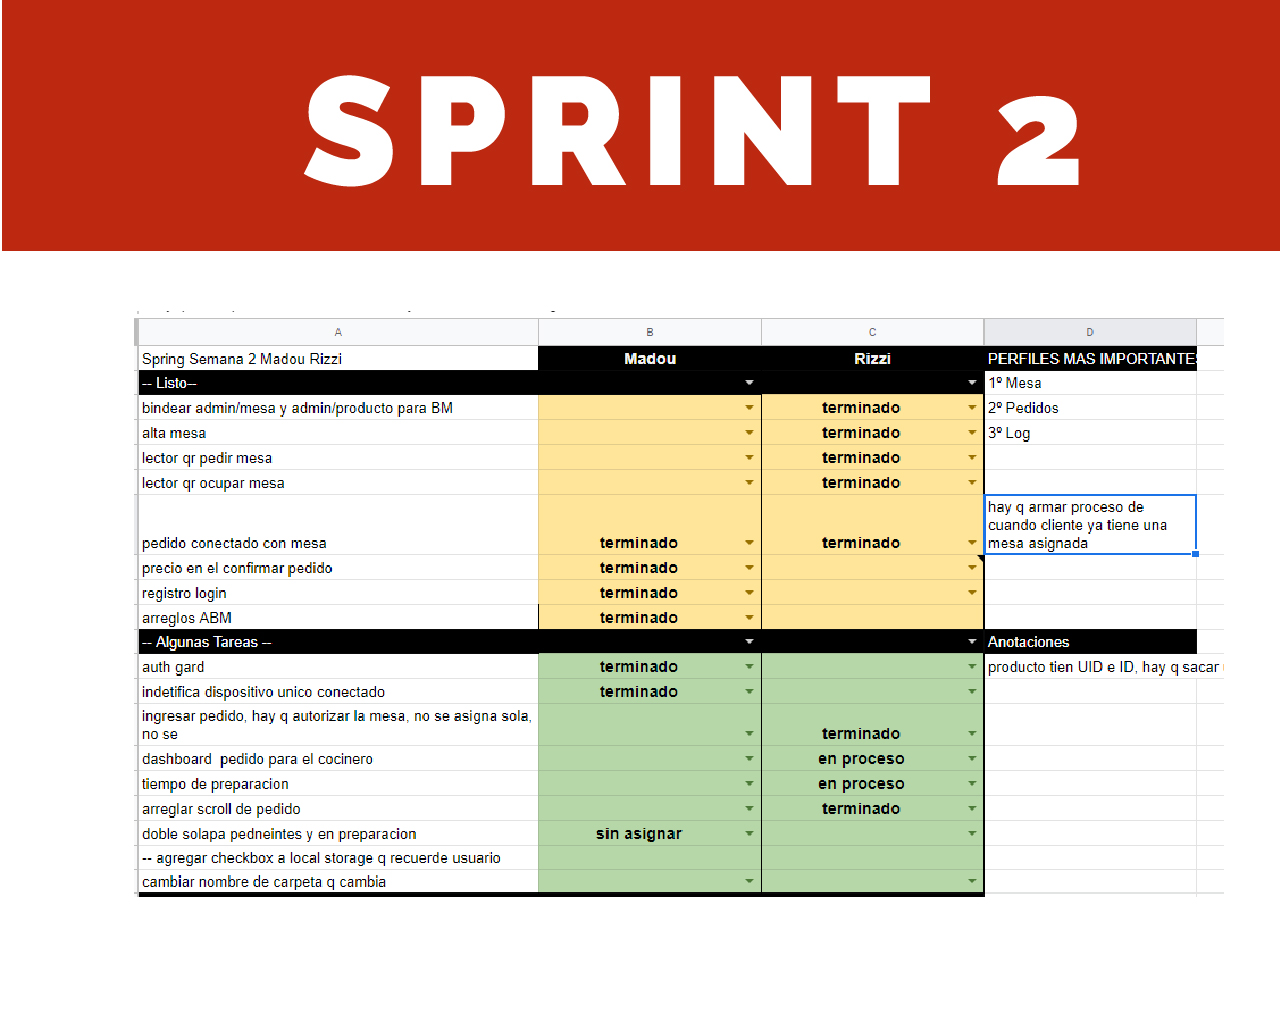 SPRINT 2
A B C D
Spring Semana 2 Madou Rizzi Madou Rizzi PERFILES MAS IMPORTANTES
-- Listo-- 1º Mesa
bindear admin/mesa y admin/producto para BM terminado 2º Pedidos
alta mesa terminado 3º Log
lector qr pedir mesa terminado
lector qr ocupar mesa terminado
hay q armar proceso de
cuando cliente ya tiene una
mesa asignada
pedido conectado con mesa terminado terminado
precio en el confirmar pedido terminado
registro login terminado
arreglos ABM terminado
-- Algunas Tareas -- Anotaciones
auth gard terminado producto tien UID e ID, hay q sacar
indetifica dispositivo unico conectado terminado
ingresar pedido, hay q autorizar la mesa, no se asigna sola,
no se terminado
dashboard pedido para el cocinero en proceso
tiempo de preparacion en proceso
arreglar scroll de pedido terminado
doble solapa pedneintes y en preparacion sin asignar
-- agregar checkbox a local storage q recuerde usuario
cambiar nombre de carpeta q cambia